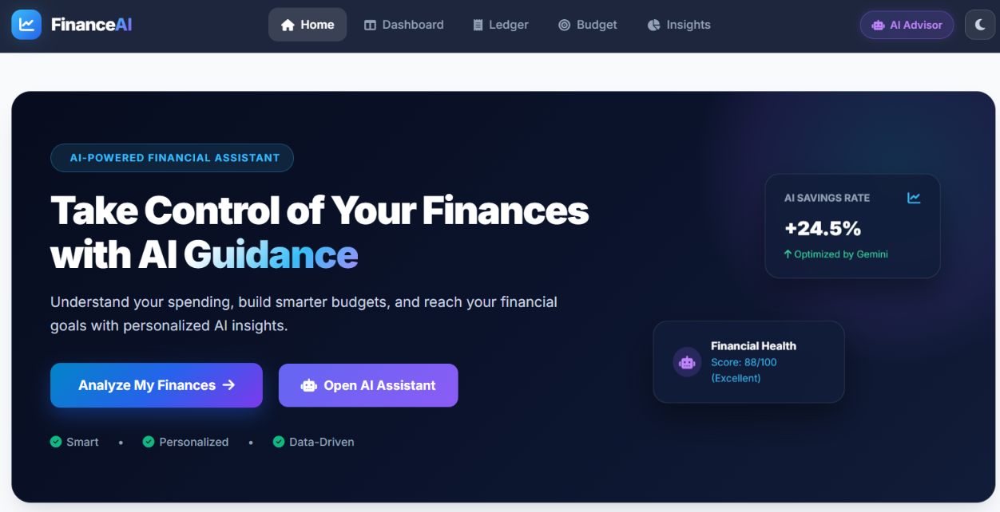 FinanceAI
Home
Dashboard
Ledger
Budget
Insights
AI Advisor
AI-POWERED FINANCIAL ASSISTANT
Take Control of Your Finances
with AI Guidance
Understand your spending, build smarter budgets, and reach your financial
goals with personalized AI insights.
Analyze My Finances →
Open AI Assistant
Smart • Personalized • Data-Driven
AI SAVINGS RATE
+24.5%
↑ Optimized by Gemini
Financial Health
Score: 88/100
(Excellent)